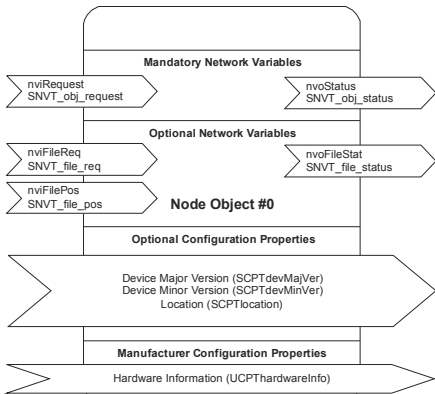 Mandatory Network Variables
nviRequest
SNVT_obj_request
nvoStatus
SNVT_obj_status
Optional Network Variables
nviFileReq
SNVT_file_req
nvoFileStat
SNVT_file_status
nviFilePos
SNVT_file_pos
Node Object #0
Optional Configuration Properties
Device Major Version (SCPTdevMajVer)
Device Minor Version (SCPTdevMinVer)
Location (SCPTlocation)
Manufacturer Configuration Properties
Hardware Information (UCPThardwareInfo)